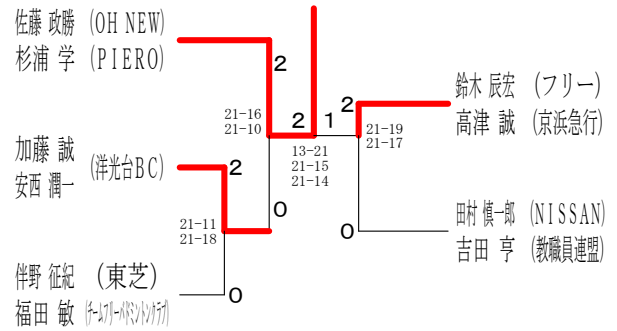 佐藤 政勝 (OH NEW)
杉浦 学 (PIERO)
2
21-16
21-10
2
1
2
鈴木 辰宏 (フリー)
高津 誠 (京浜急行)
21-19
21-17
13-21
21-15
21-14
加藤 誠
安西 潤一
(洋光台BC)
2
0
21-11
21-18
0
田村 慎一郎 (NISSAN)
吉田 亨 (教職員連盟)
伴野 征紀 (東芝)
福田 敏 (チームフリーバドミントンクラブ)
0